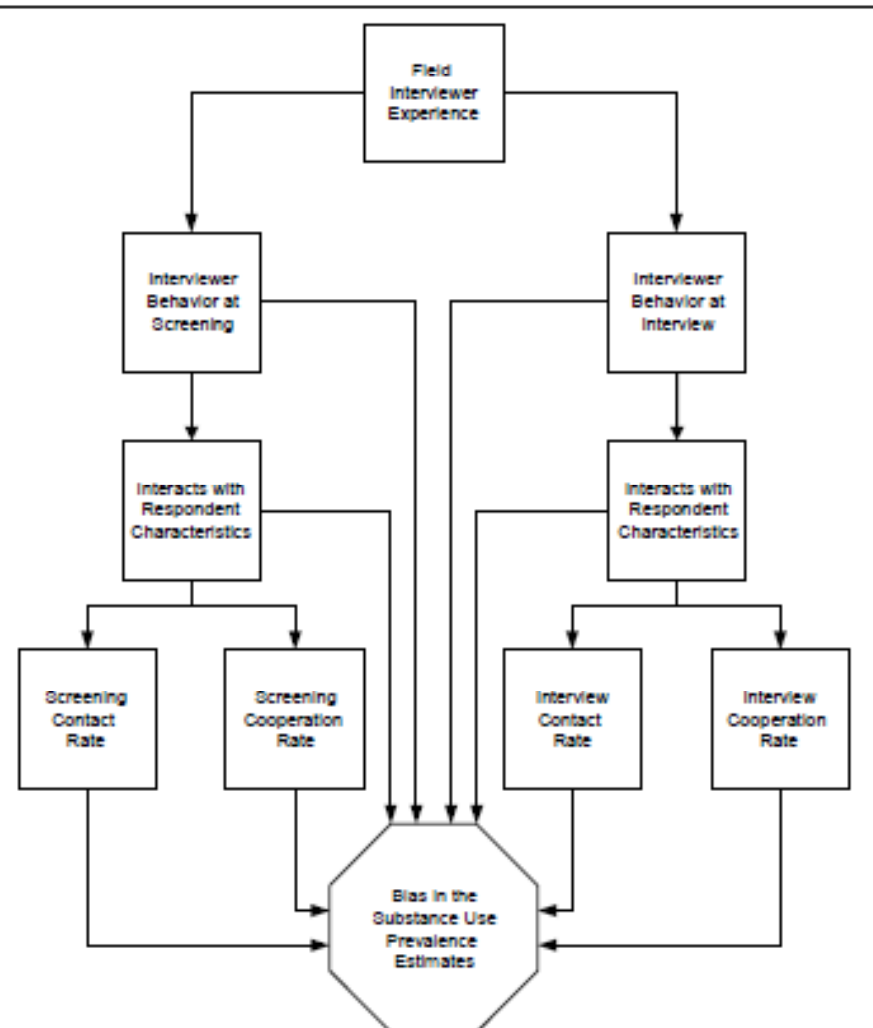 Field
Interviewer
Experience
Interviewer
Behavior at
Screening
Interviewer
Behavior at
Interview
Interacts with
Respondent
Characteristics
Interacts with
Respondent
Characteristics
Screening
Contact
Rate
Screening
Cooperation
Rate
Interview
Contact
Rate
Interview
Cooperation
Rate
Bias in the
Substance Use
Prevalence
Estimates